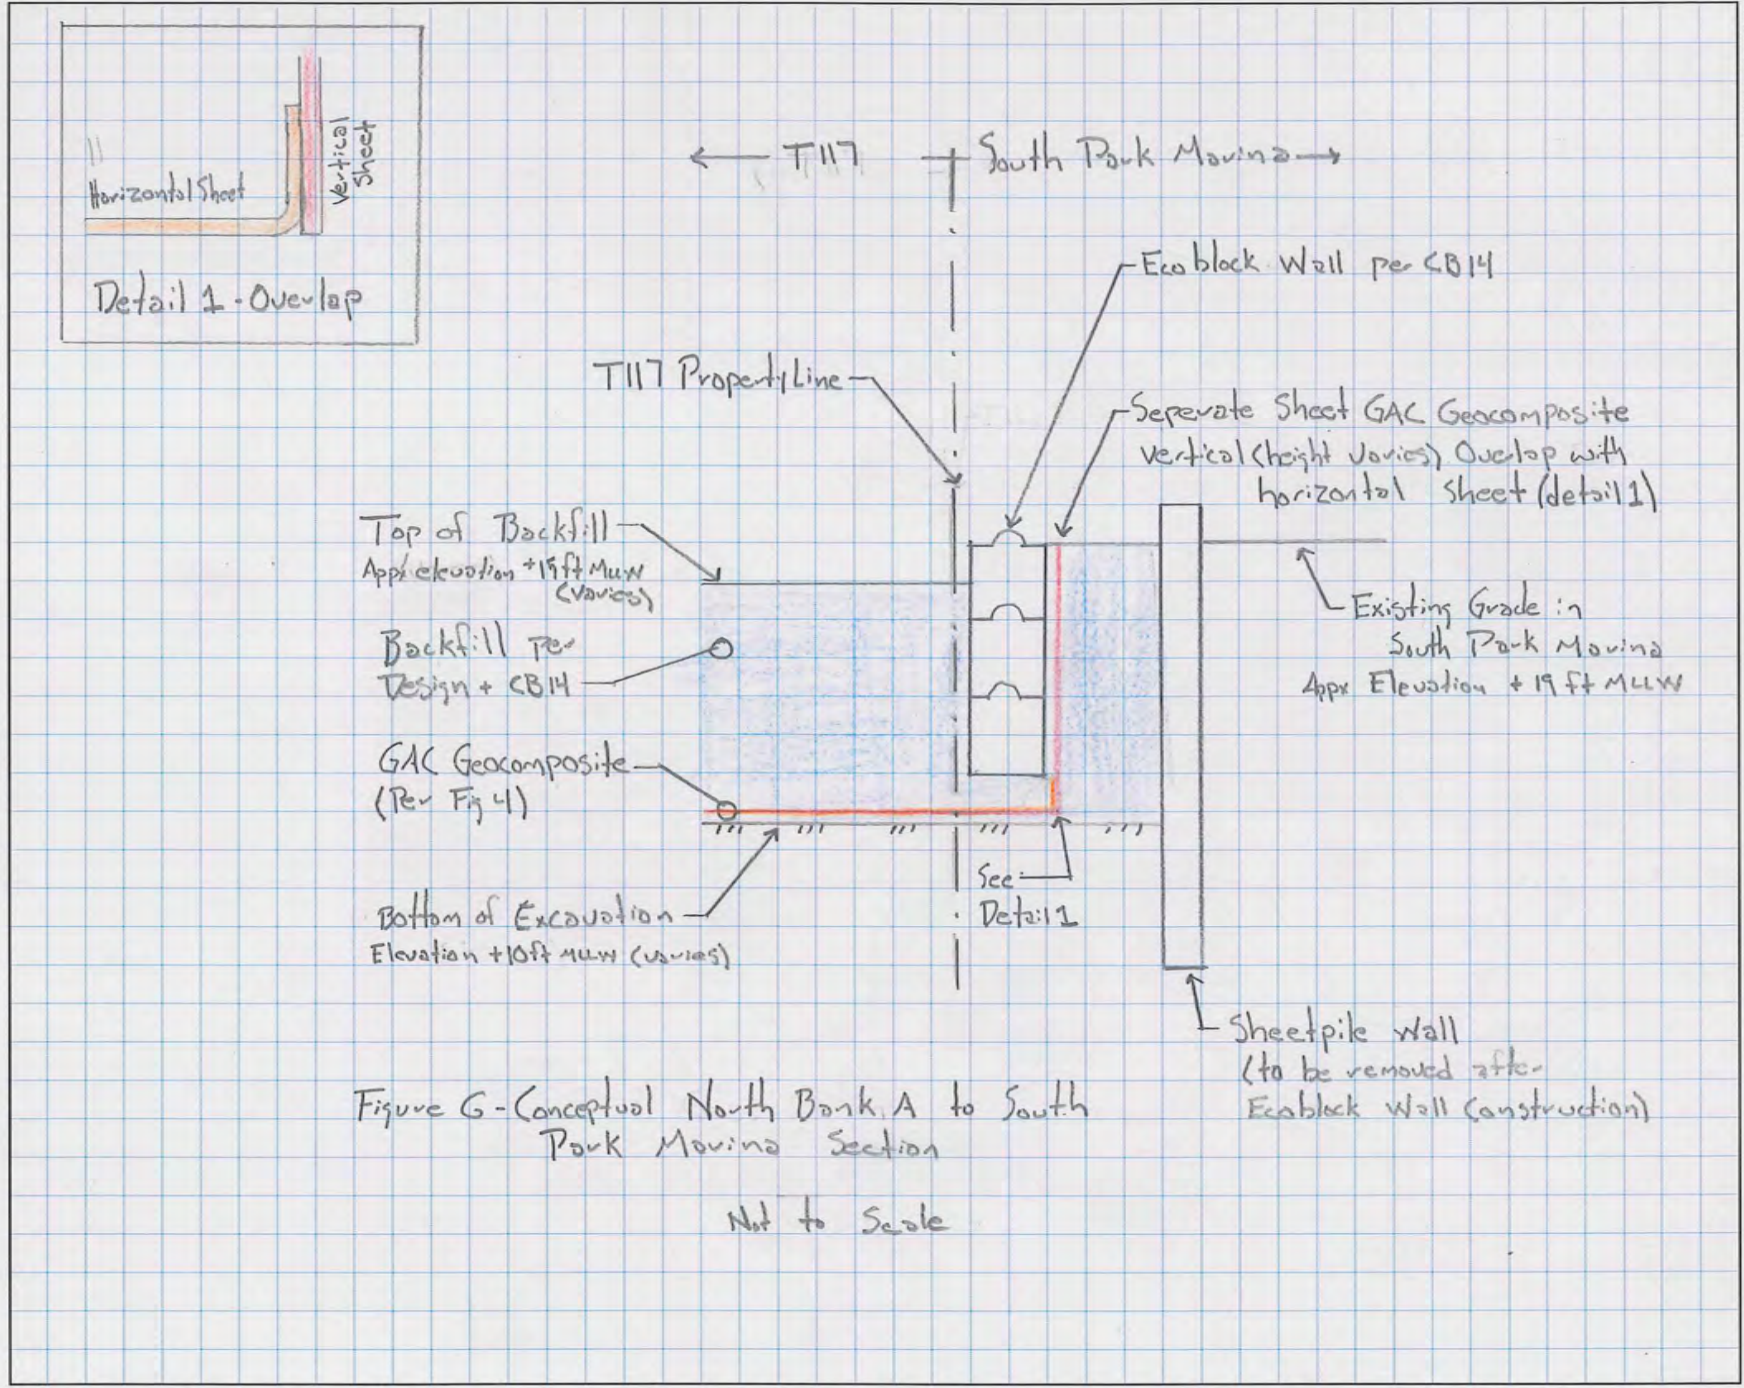 Horizontal Sheet
Vertical
Sheet
Detail 1 - Overlap
← T117
South Park Marina →
Ecoblock Wall per CB14
T117 Property Line
Seperate Sheet GAC Geocomposite
Vertical (height varies) Overlap with
horizontal sheet (detail 1)
Top of Backfill
Appx elevation +15ft MLLW
(varies)
Backfill per
Design + CB14
GAC Geocomposite
(Per Fig 4)
Existing Grade in
South Park Marina
Appx Elevation + 19 ft MLLW
See
Detail 1
Bottom of Excavation
Elevation +10ft MLLW (varies)
Sheetpile Wall
(to be removed after
Ecoblock Wall Construction)
Figure 6 - Conceptual North Bank A to South
Park Marina Section
Not to Scale